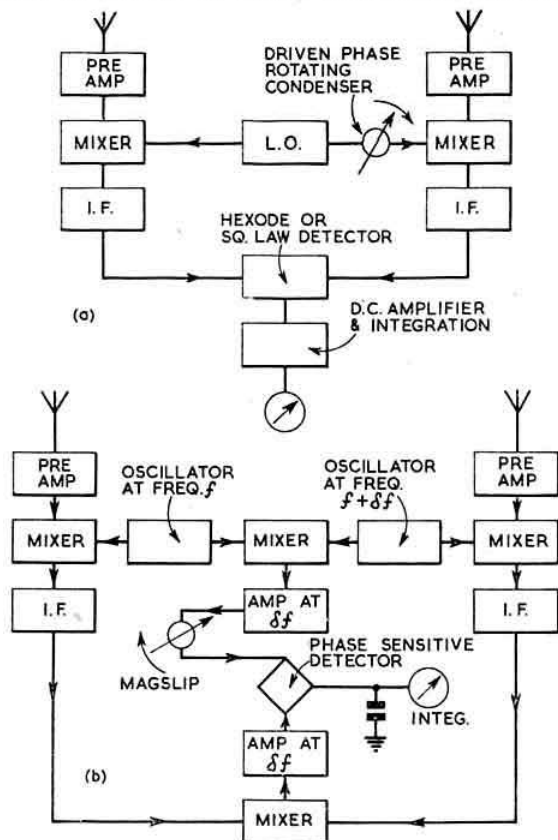 PRE
AMP
DRIVEN PHASE
ROTATING
CONDENSER
PRE
AMP
MIXER
L.O.
MIXER
I.F.
I.F.
HEXODE OR
SQ. LAW DETECTOR
(a)
D.C. AMPLIFIER
& INTEGRATION
PRE
AMP
OSCILLATOR
AT FREQ. f
OSCILLATOR
AT FREQ.
f + δf
PRE
AMP
MIXER
MIXER
MIXER
I.F.
AMP AT
δf
I.F.
PHASE SENSITIVE
DETECTOR
MAGSLIP
INTEG.
AMP AT
δf
(b)
MIXER